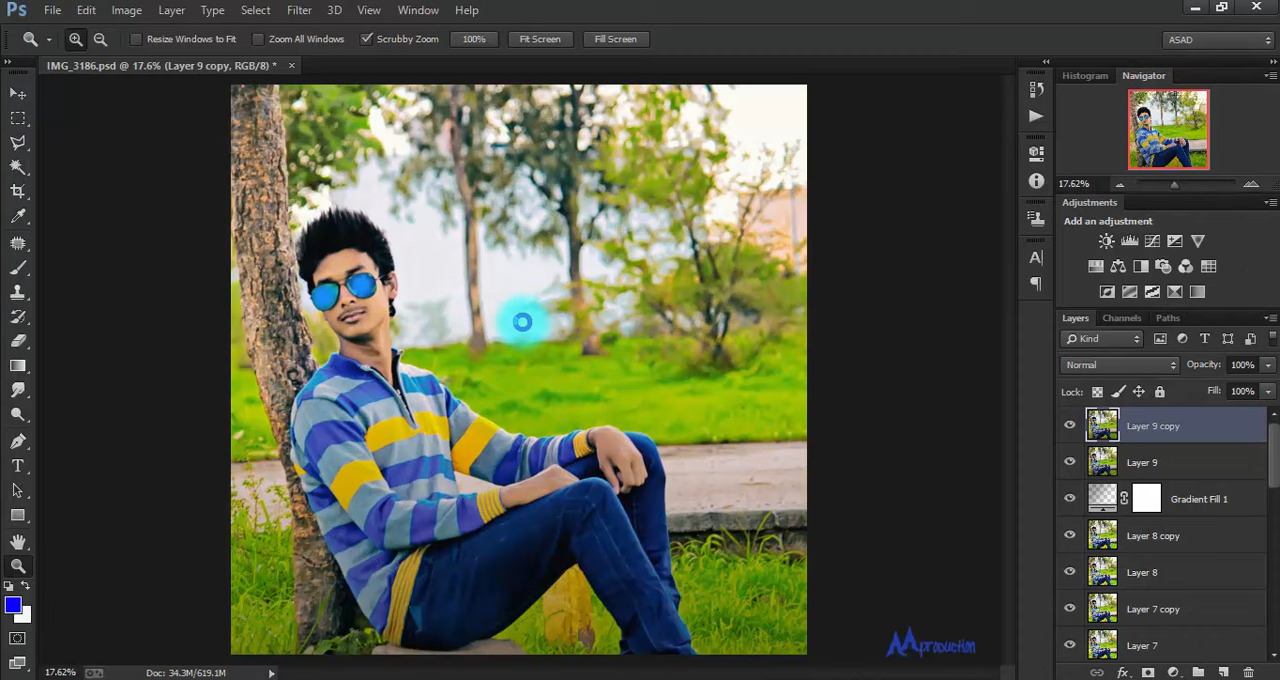 Ps File Edit Image Layer Type Select Filter 3D View Window Help
Resize Windows to Fit Zoom All Windows Scrubby Zoom 100% Fit Screen Fill Screen ASAD
IMG_3186.psd @ 17.6% (Layer 9 copy, RGB/8) *
Histogram Navigator
17.62%
Adjustments
Add an adjustment
Layers Channels Paths
Kind
Normal Opacity: 100%
Lock: Fill: 100%
Layer 9 copy
Layer 9
Gradient Fill 1
Layer 8 copy
Layer 8
Layer 7 copy
Layer 7
M production
17.62% Doc: 34.3M/619.1M